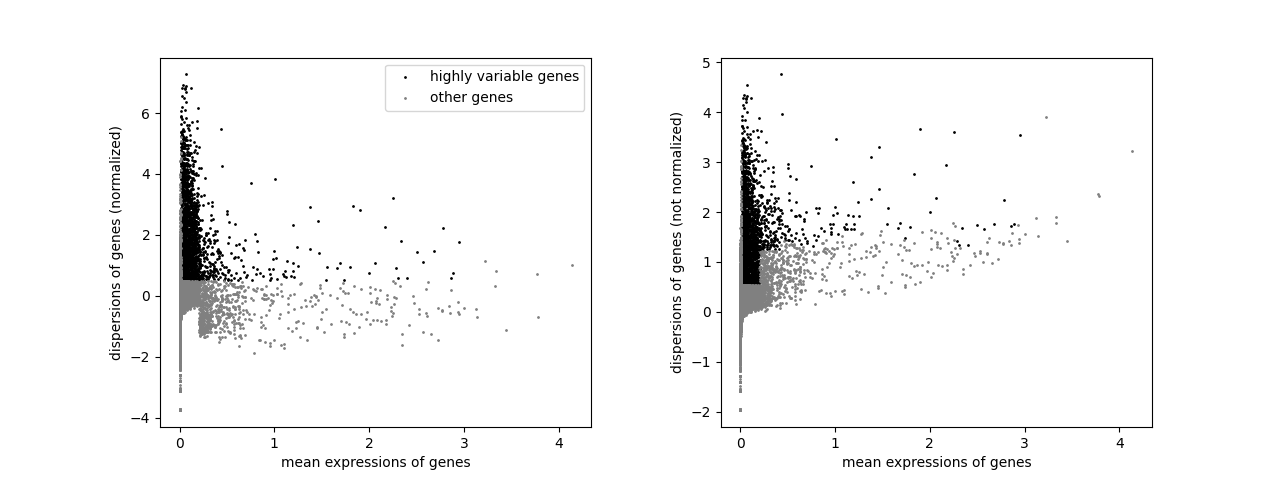 highly variable genes
other genes
dispersions of genes (normalized)
6
4
2
0
−2
−4
0 1 2 3 4
mean expressions of genes
dispersions of genes (not normalized)
5
4
3
2
1
0
−1
−2
0 1 2 3 4
mean expressions of genes